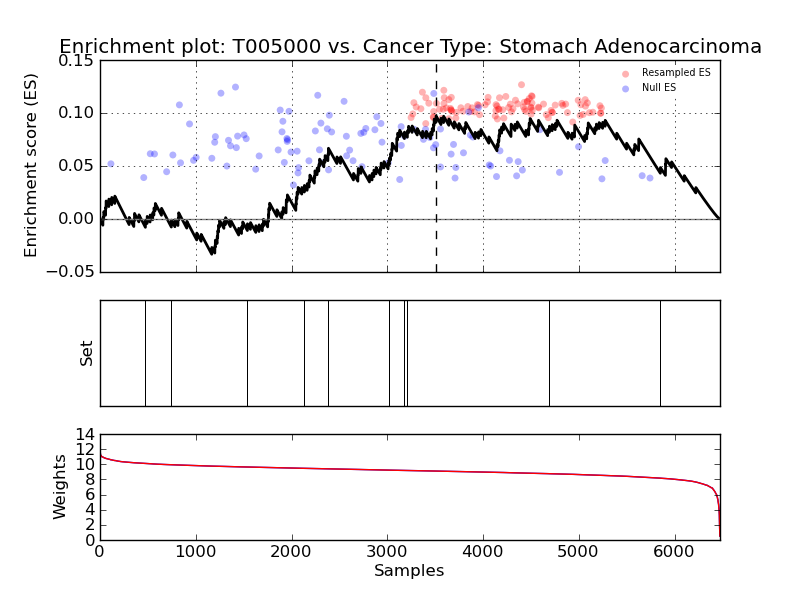 Enrichment plot: T005000 vs. Cancer Type: Stomach Adenocarcinoma
Enrichment score (ES)
0.15
0.10
0.05
0.00
−0.05
Resampled ES
Null ES
Set
Weights
14
12
10
8
6
4
2
0
0 1000 2000 3000 4000 5000 6000
Samples